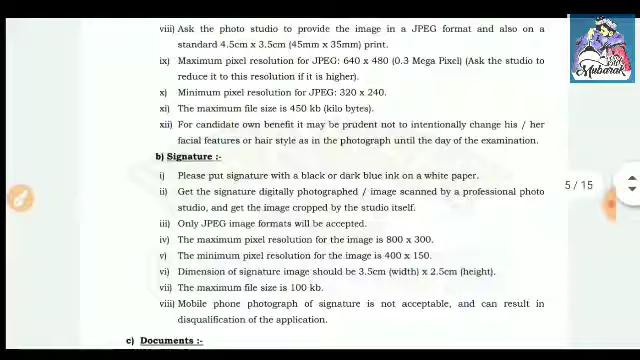 viii) Ask the photo studio to provide the image in a JPEG format and also on a
standard 4.5cm x 3.5cm (45mm x 35mm) print.
ix) Maximum pixel resolution for JPEG: 640 x 480 (0.3 Mega Pixel) (Ask the studio to
reduce it to this resolution if it is higher).
x) Minimum pixel resolution for JPEG: 320 x 240.
xi) The maximum file size is 450 kb (kilo bytes).
xii) For candidate own benefit it may be prudent not to intentionally change his / her
facial features or hair style as in the photograph until the day of the examination.
b) Signature :-
i) Please put signature with a black or dark blue ink on a white paper.
ii) Get the signature digitally photographed / image scanned by a professional photo
studio, and get the image cropped by the studio itself.
iii) Only JPEG image formats will be accepted.
iv) The maximum pixel resolution for the image is 800 x 300.
v) The minimum pixel resolution for the image is 400 x 150.
vi) Dimension of signature image should be 3.5cm (width) x 2.5cm (height).
vii) The maximum file size is 100 kb.
viii) Mobile phone photograph of signature is not acceptable, and can result in
disqualification of the application.
c) Documents :-
5 / 15
Mubarak